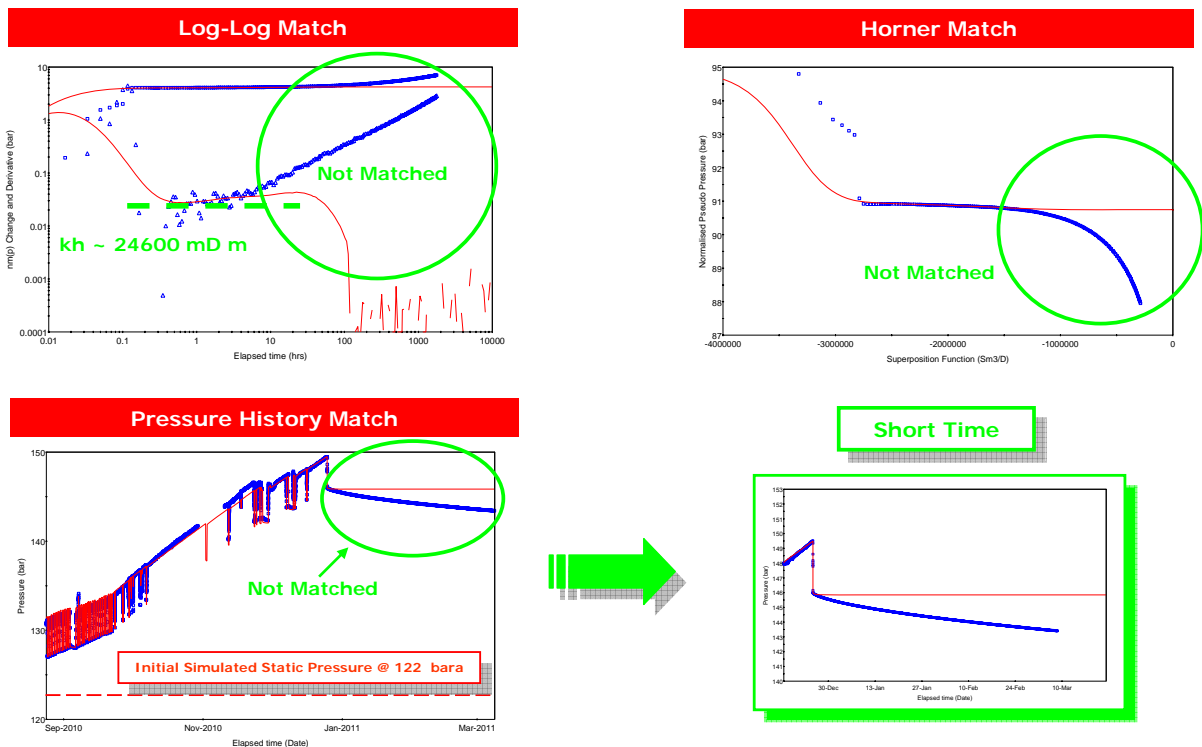 Log-Log Match
10
1
0.1
0.01
0.001
0.0001
0.01
0.1
1
10
100
1000
10000
nm(p) Change and Derivative (bar)
Elapsed time (hrs)
Not Matched
kh ~ 24600 mD m
Horner Match
95
94
93
92
91
90
89
88
87
-4000000
-3000000
-2000000
-1000000
0
Normalised Pseudo Pressure (bar)
Superposition Function (Sm3/D)
Not Matched
Pressure History Match
150
140
130
120
Sep-2010
Nov-2010
Jan-2011
Mar-2011
Pressure (bar)
Elapsed time (Date)
Not Matched
Initial Simulated Static Pressure @ 122 bara
Short Time
153
152
151
150
149
148
147
146
145
144
143
142
141
140
30-Dec
13-Jan
27-Jan
10-Feb
24-Feb
10-Mar
Pressure (bar)
Elapsed time (Date)